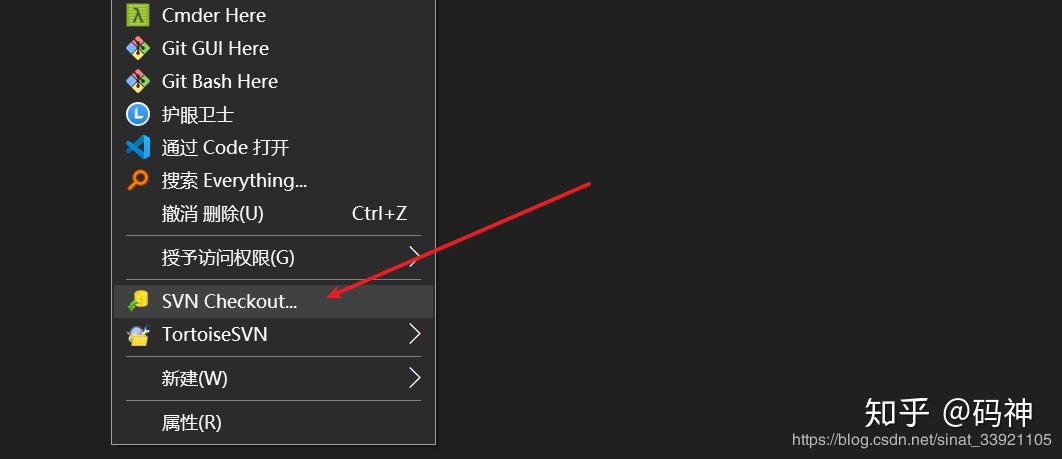 Cmder Here
Git GUI Here
Git Bash Here
护眼卫士
通过 Code 打开
搜索 Everything...
撤消 删除(U) Ctrl+Z
授予访问权限(G)
SVN Checkout...
TortoiseSVN
新建(W)
属性(R)
知乎 @码神
https://blog.csdn.net/sinat_33921105